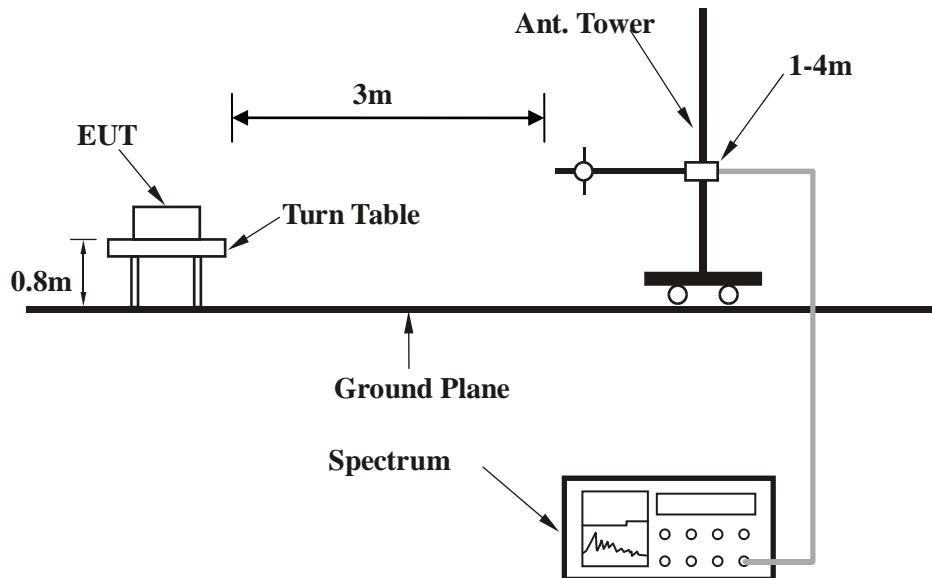 Ant. Tower
1-4m
3m
EUT
Turn Table
0.8m
Ground Plane
Spectrum